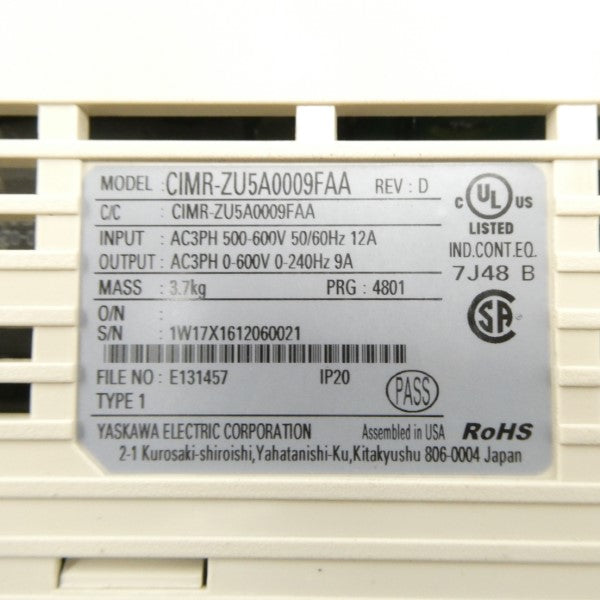 MODEL : CIMR-ZU5A0009FAA REV : D
C/C : CIMR-ZU5A0009FAA
INPUT : AC3PH 500-600V 50/60Hz 12A
OUTPUT : AC3PH 0-600V 0-240Hz 9A
MASS : 3.7kg PRG : 4801
O/N :
S/N : 1W17X1612060021
FILE NO : E131457 IP20
TYPE 1
PASS
C UL US
LISTED
IND.CONT.EQ.
7J48 B
SA
YASKAWA ELECTRIC CORPORATION Assembled in USA RoHS
2-1 Kurosaki-shiroishi,Yahatanishi-Ku,Kitakyushu 806-0004 Japan